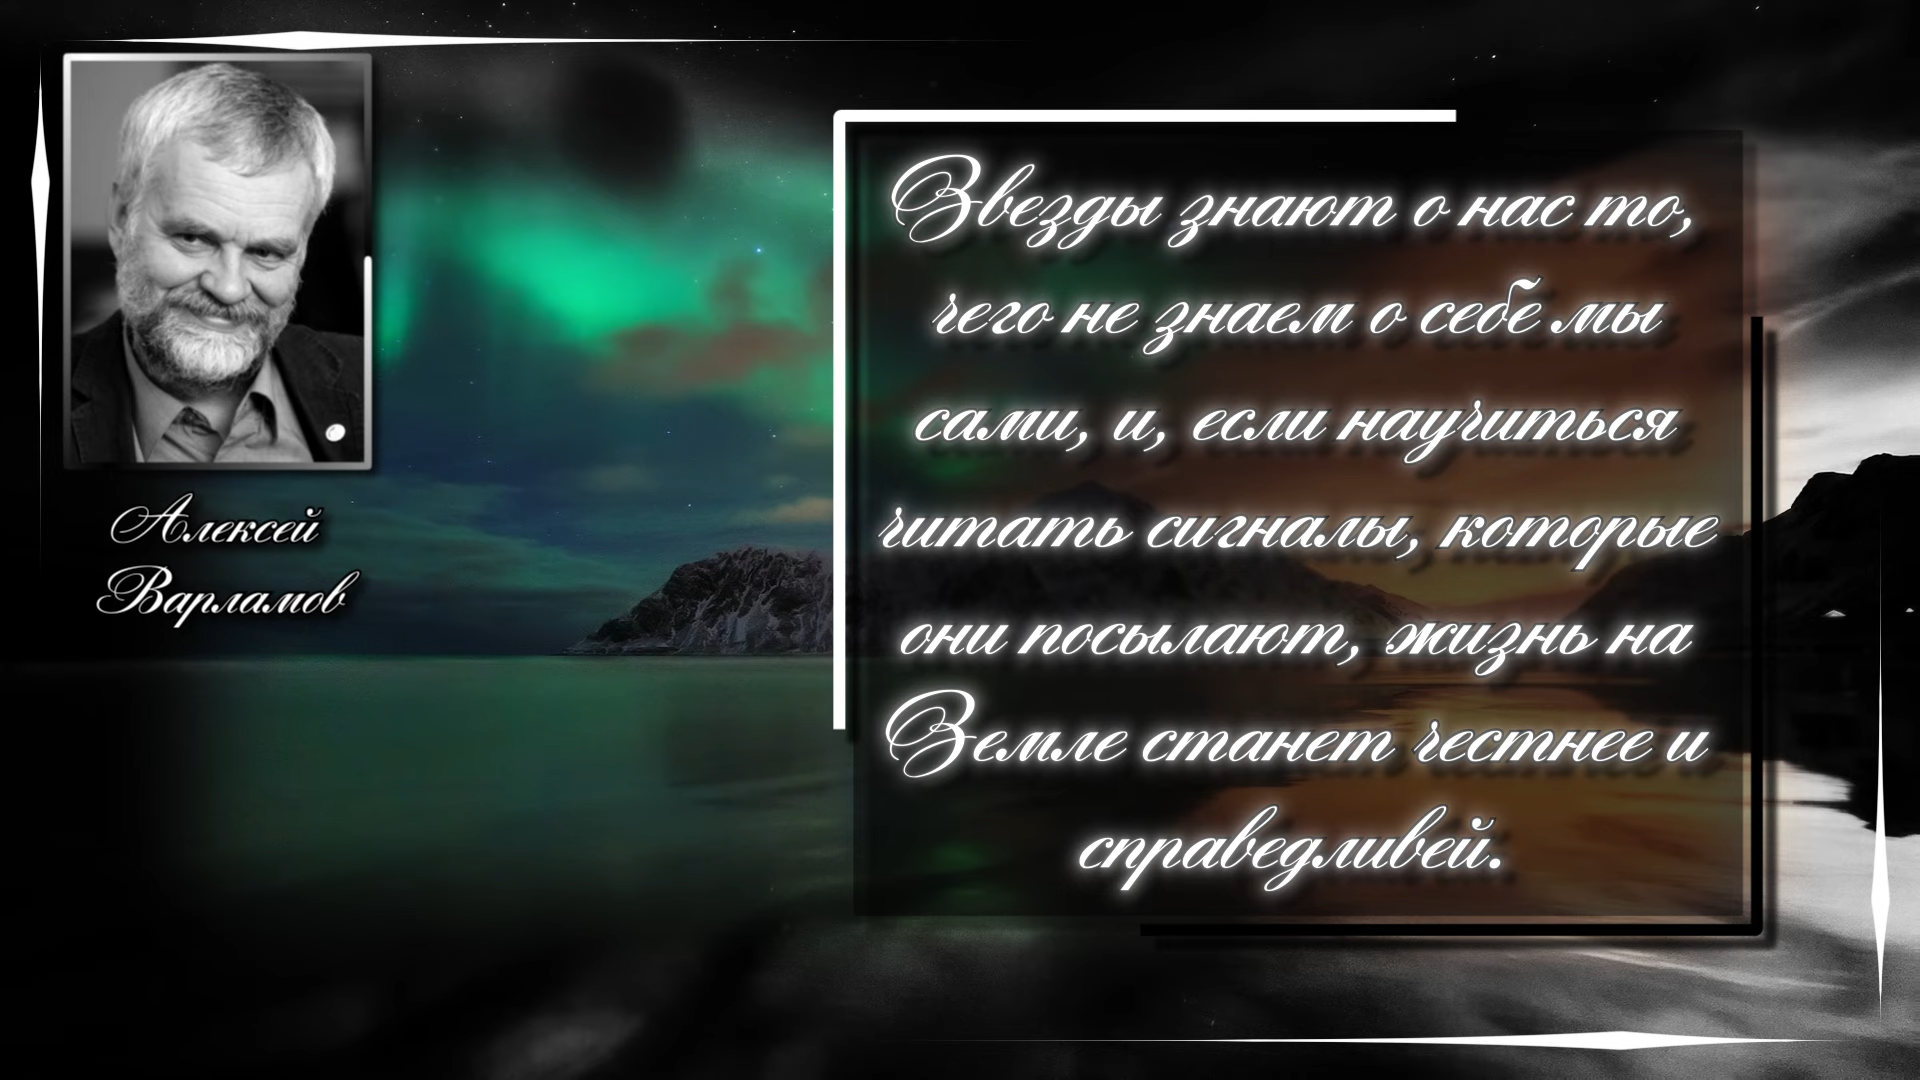 Алексей
Варламов
Звезды знают о нас то,
чего не знаем о себе мы
сами, и, если научиться
читать сигналы, которые
они посылают, жизнь на
Земле станет честнее и
справедливей.